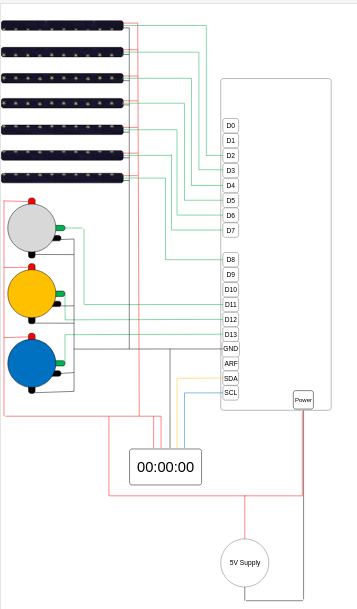 D0
D1
D2
D3
D4
D5
D6
D7
D8
D9
D10
D11
D12
D13
GND
ARF
SDA
SCL
Power
00:00:00
5V Supply